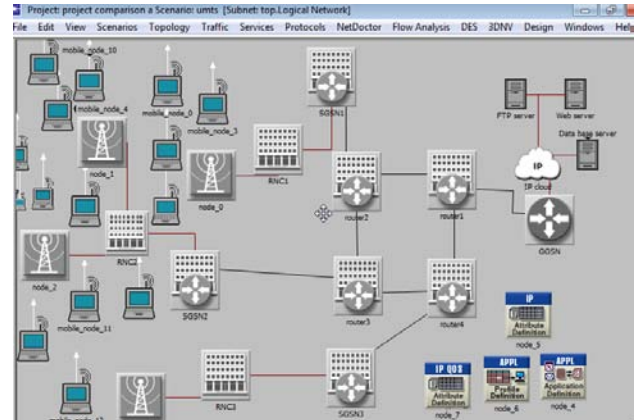 Project: project comparison a Scenario: umts [Subnet: top.Logical Network]
File Edit View Scenarios Topology Traffic Services Protocols NetDoctor Flow Analysis DES 3DNV Design Windows Help
mobile_node_10
mobile_node_4
mobile_node_0
mobile_node_3
SGSN1
FTP server
Web server
Data base server
node_1
node_0
RNC1
IP
IP cloud
router2
router1
GGSN
RNC2
node_2
SGSN2
router3
router4
mobile_node_11
IP
Attribute
Definition
node_5
IP QOS
Attribute
Definition
node_7
APPL
Profile
Definition
node_6
APPL
Application
Definition
node_4
RNC3
SGSN3